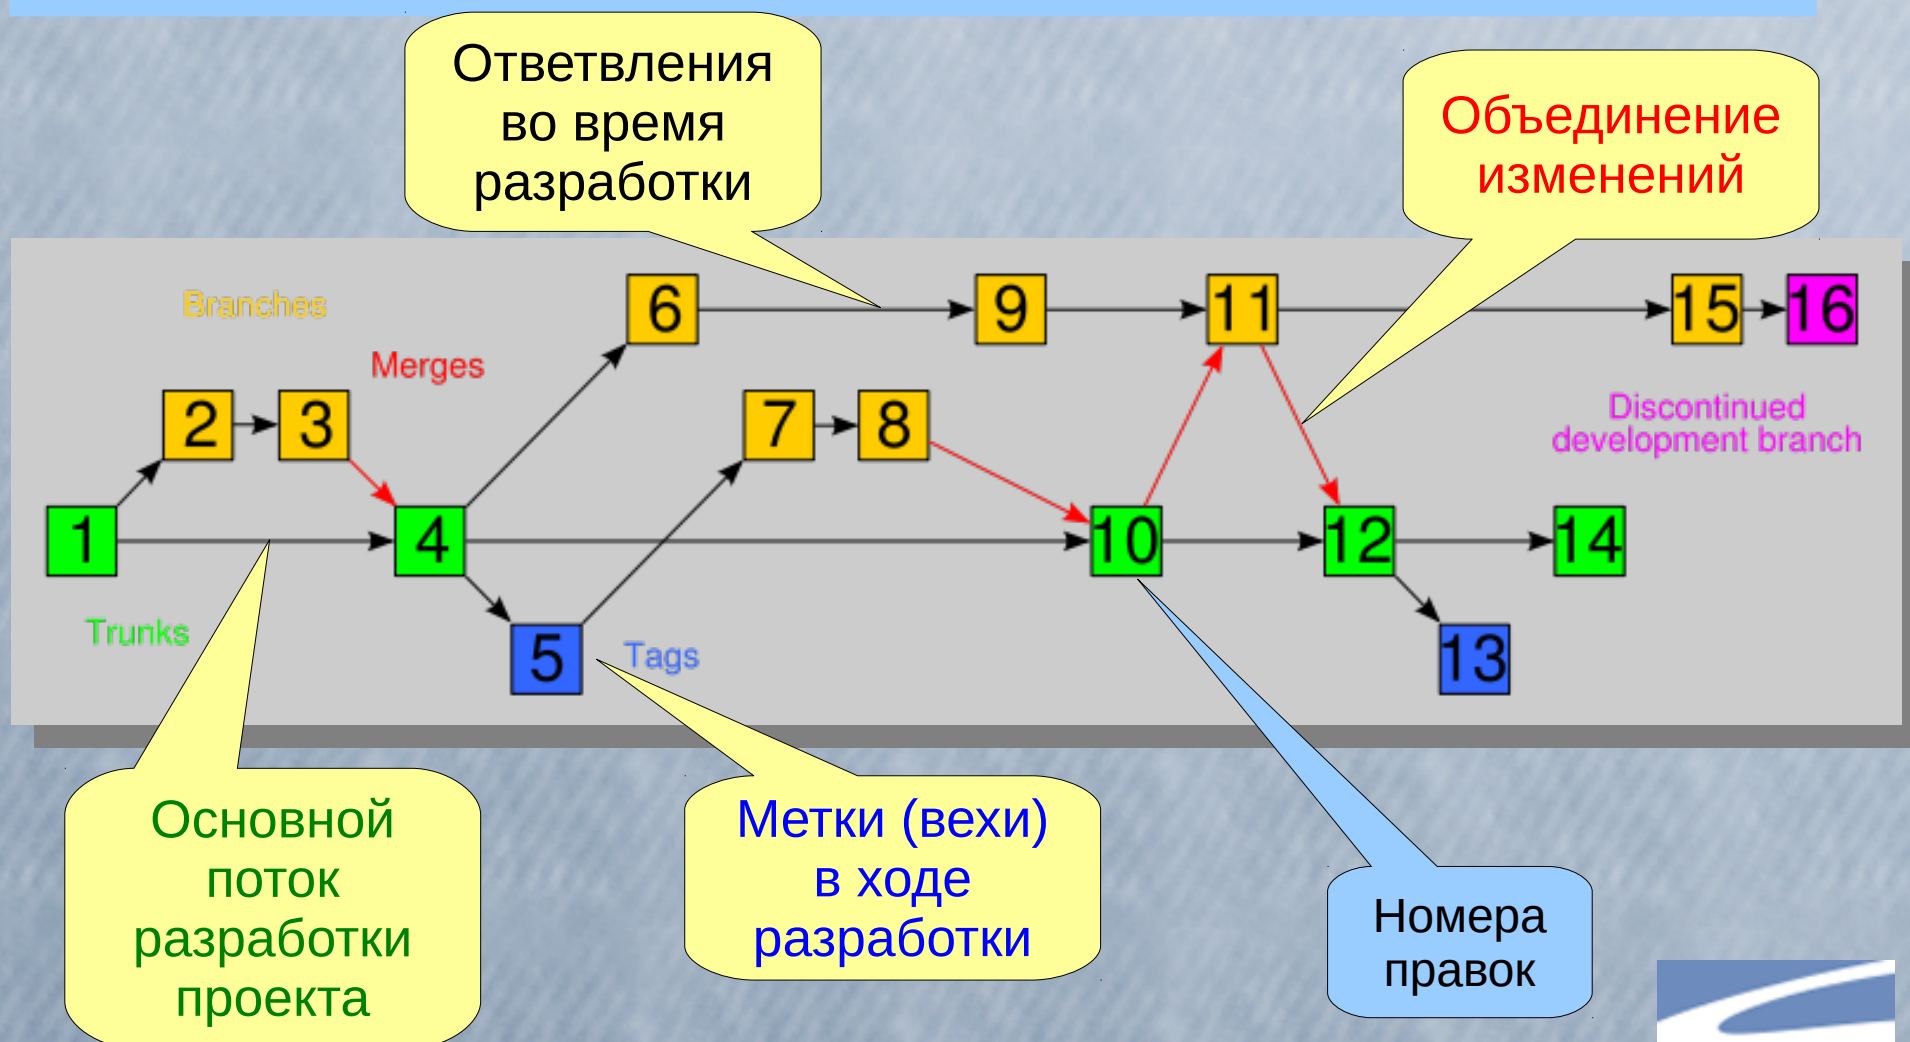 Ответвления
во время
разработки
Объединение
изменений
Branches
Merges
6
9
11
15
16
2
3
7
8
Discontinued
development branch
1
4
10
12
14
Trunks
5
Tags
13
Основной
поток
разработки
проекта
Метки (вехи)
в ходе
разработки
Номера
правок